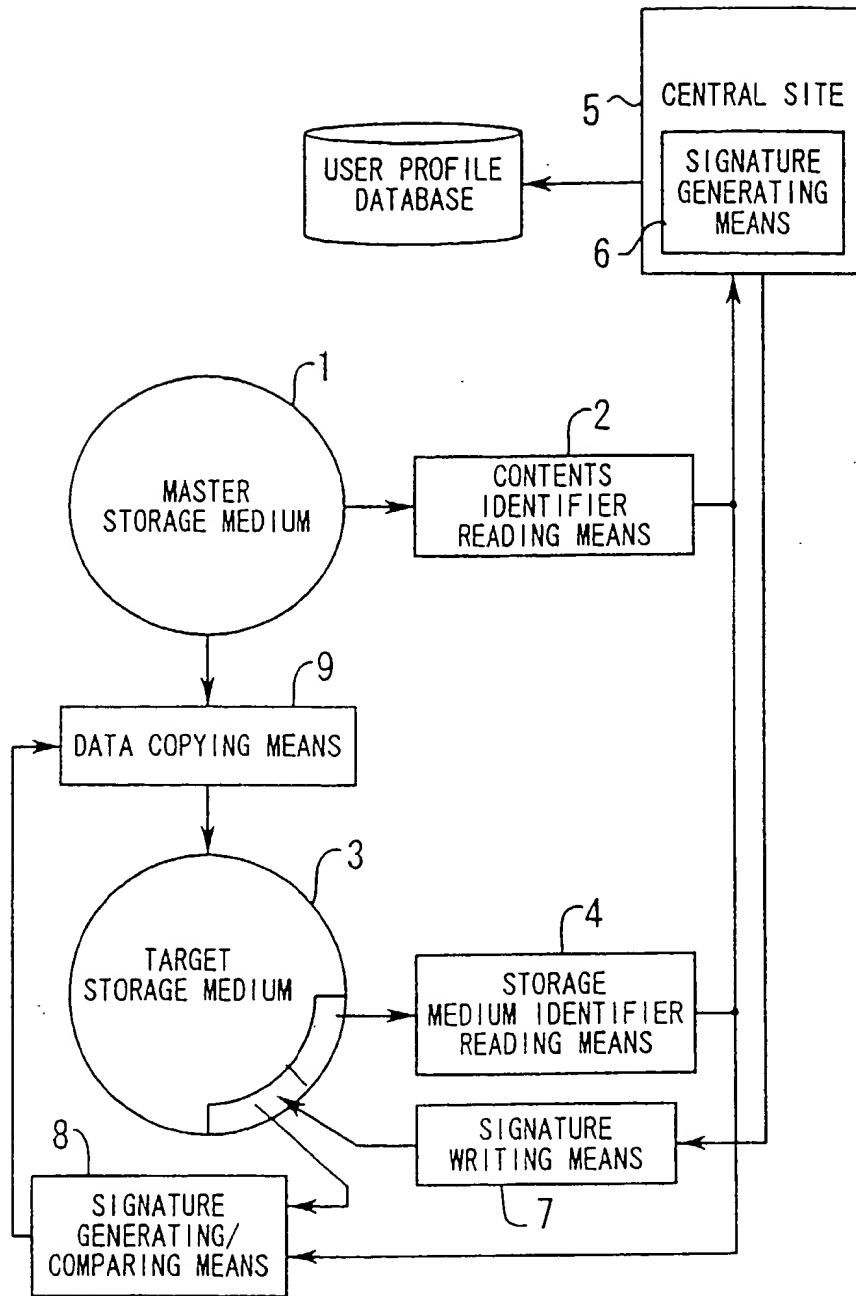 5
CENTRAL SITE
USER PROFILE
DATABASE
SIGNATURE
GENERATING
MEANS
6
1
MASTER
STORAGE MEDIUM
2
CONTENTS
IDENTIFIER
READING MEANS
9
DATA COPYING MEANS
3
TARGET
STORAGE MEDIUM
4
STORAGE
MEDIUM IDENTIFIER
READING MEANS
SIGNATURE
WRITING MEANS
7
8
SIGNATURE
GENERATING/
COMPARING MEANS